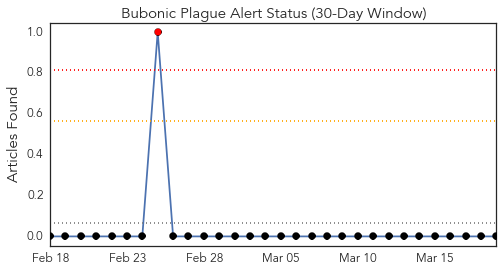 Bubonic Plague Alert Status (30-Day Window)
Articles Found
1.0
0.8
0.6
0.4
0.2
0.0
Feb 18
Feb 23
Feb 28
Mar 05
Mar 10
Mar 15